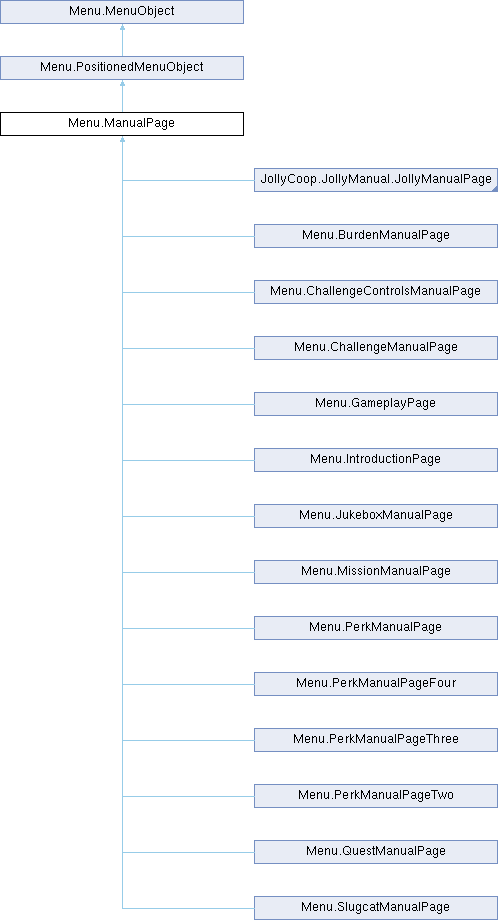 Menu.MenuObject
Menu.PositionedMenuObject
Menu.ManualPage
JollyCoop.JollyManual.JollyManualPage
Menu.BurdenManualPage
Menu.ChallengeControlsManualPage
Menu.ChallengeManualPage
Menu.GameplayPage
Menu.IntroductionPage
Menu.JukeboxManualPage
Menu.MissionManualPage
Menu.PerkManualPage
Menu.PerkManualPageFour
Menu.PerkManualPageThree
Menu.PerkManualPageTwo
Menu.QuestManualPage
Menu.SlugcatManualPage